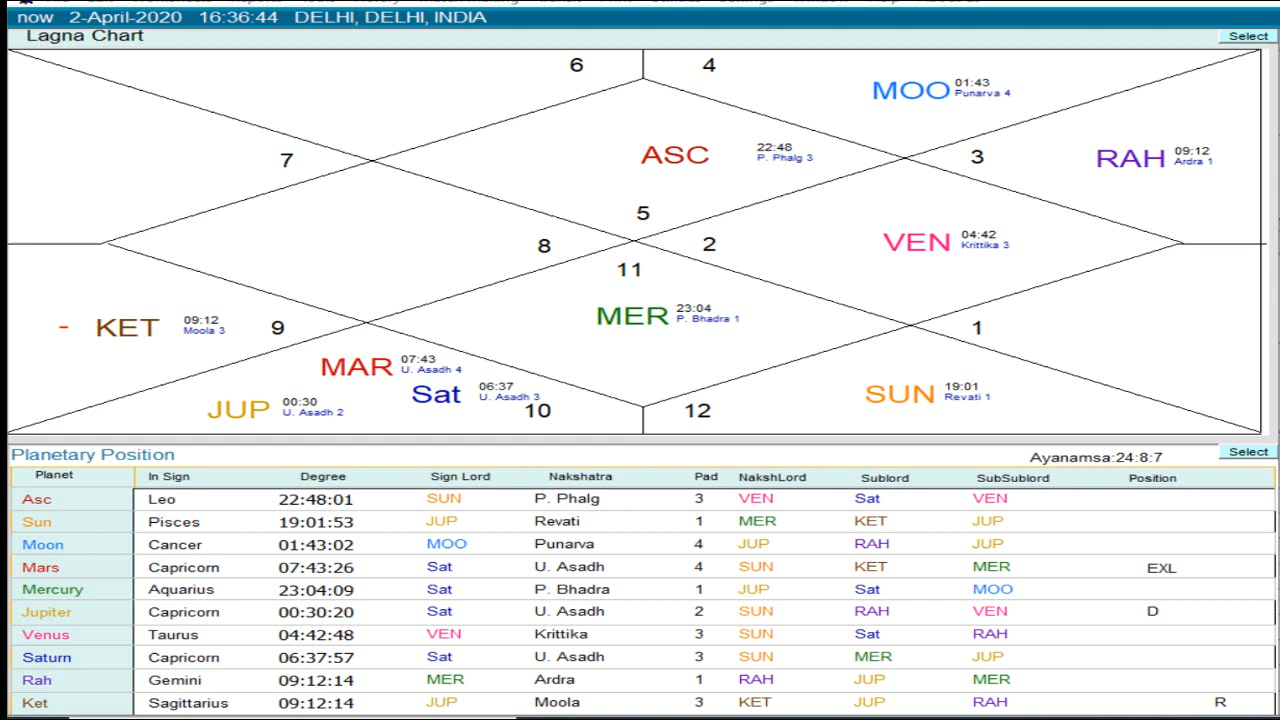 now 2-April-2020 16:36:44 DELHI, DELHI, INDIA
Lagna Chart Select
6 4
MOO 01:43 Punarva 4
7 ASC 22:48 P. Phalg 3 3 RAH 09:12 Ardra 1
5
8 2 VEN 04:42 Krittika 3
11
MER 23:04 P. Bhadra 1
- KET 09:12 Moola 3 9 1
MAR 07:43 U. Asadh 4
Sat 06:37 U. Asadh 3 SUN 19:01 Revati 1
JUP 00:30 U. Asadh 2 10 12
Planetary Position Ayanamsa:24:8:7 Select
Planet In Sign Degree Sign Lord Nakshatra Pad NakshLord Sublord SubSublord Position
Asc Leo 22:48:01 SUN P. Phalg 3 VEN Sat VEN
Sun Pisces 19:01:53 JUP Revati 1 MER KET JUP
Moon Cancer 01:43:02 MOO Punarva 4 JUP RAH JUP
Mars Capricorn 07:43:26 Sat U. Asadh 4 SUN KET MER EXL
Mercury Aquarius 23:04:09 Sat P. Bhadra 1 JUP Sat MOO
Jupiter Capricorn 00:30:20 Sat U. Asadh 2 SUN RAH VEN D
Venus Taurus 04:42:48 VEN Krittika 3 SUN Sat RAH
Saturn Capricorn 06:37:57 Sat U. Asadh 3 SUN MER JUP
Rah Gemini 09:12:14 MER Ardra 1 RAH JUP MER
Ket Sagittarius 09:12:14 JUP Moola 3 KET JUP RAH R